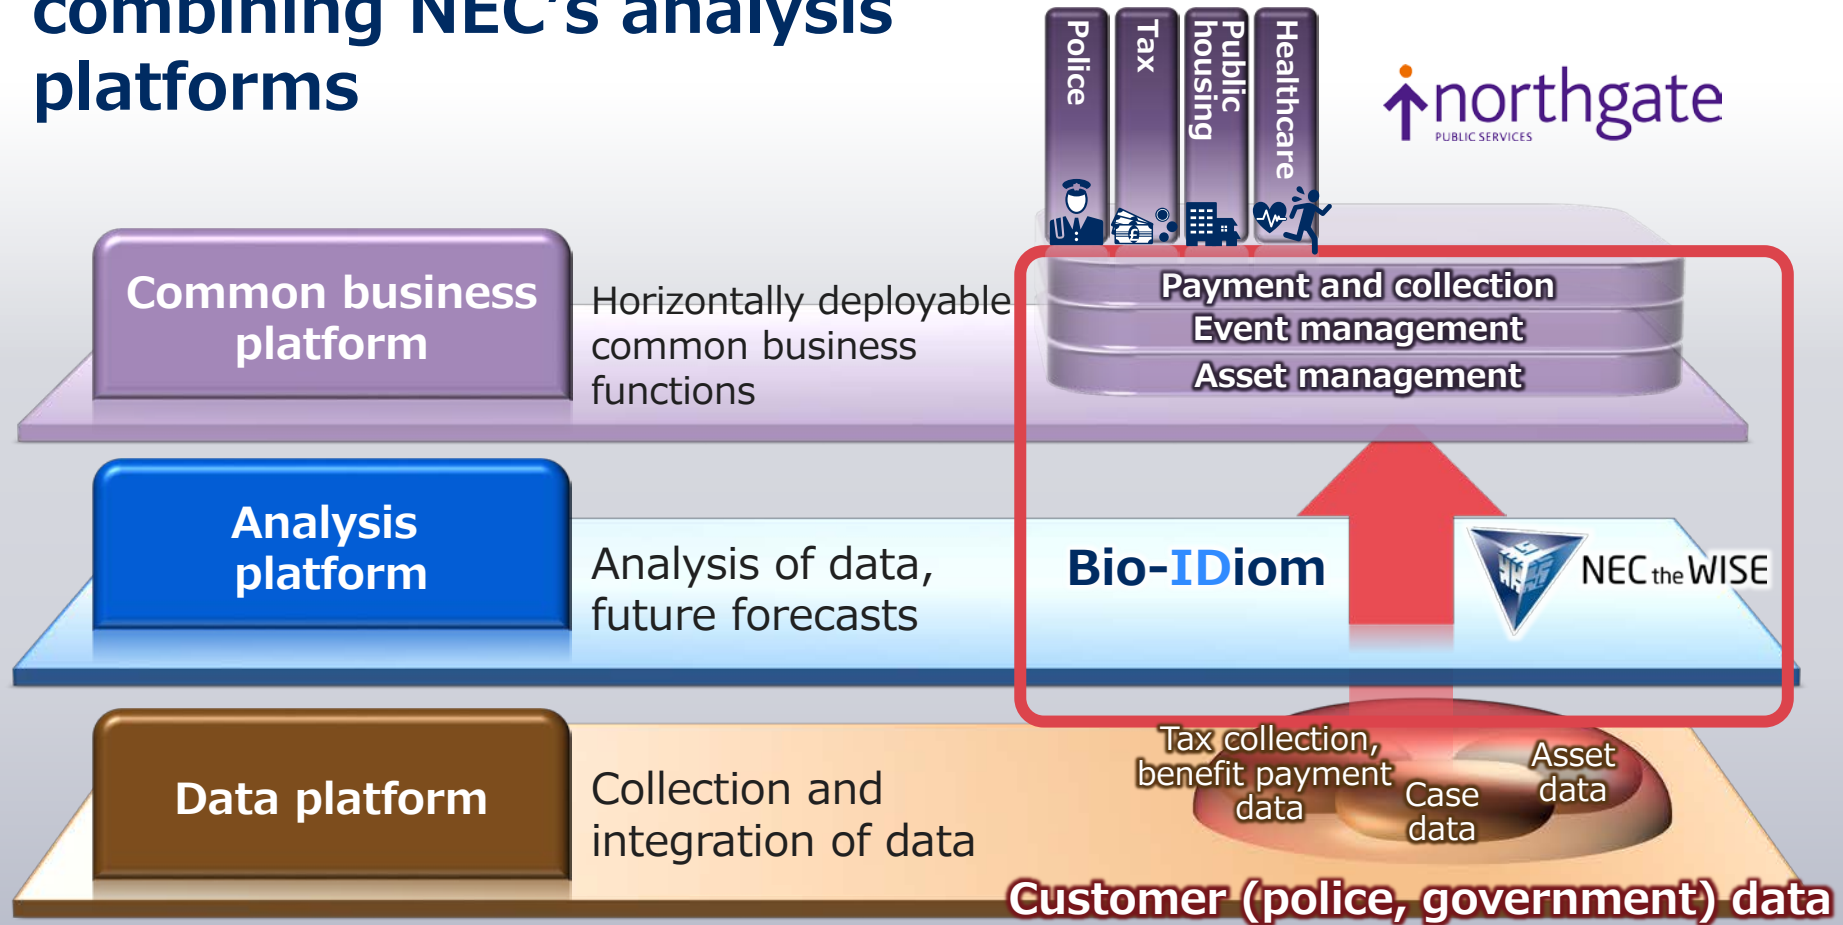 combining NEC's analysis
platforms
Police
Tax
Public
housing
Healthcare
northgate
PUBLIC SERVICES
Common business
platform
Horizontally deployable
common business
functions
Payment and collection
Event management
Asset management
Analysis
platform
Analysis of data,
future forecasts
Bio-IDiom
NEC the WISE
Data platform
Collection and
integration of data
Tax collection,
benefit payment
data
Case
data
Asset
data
Customer (police, government) data